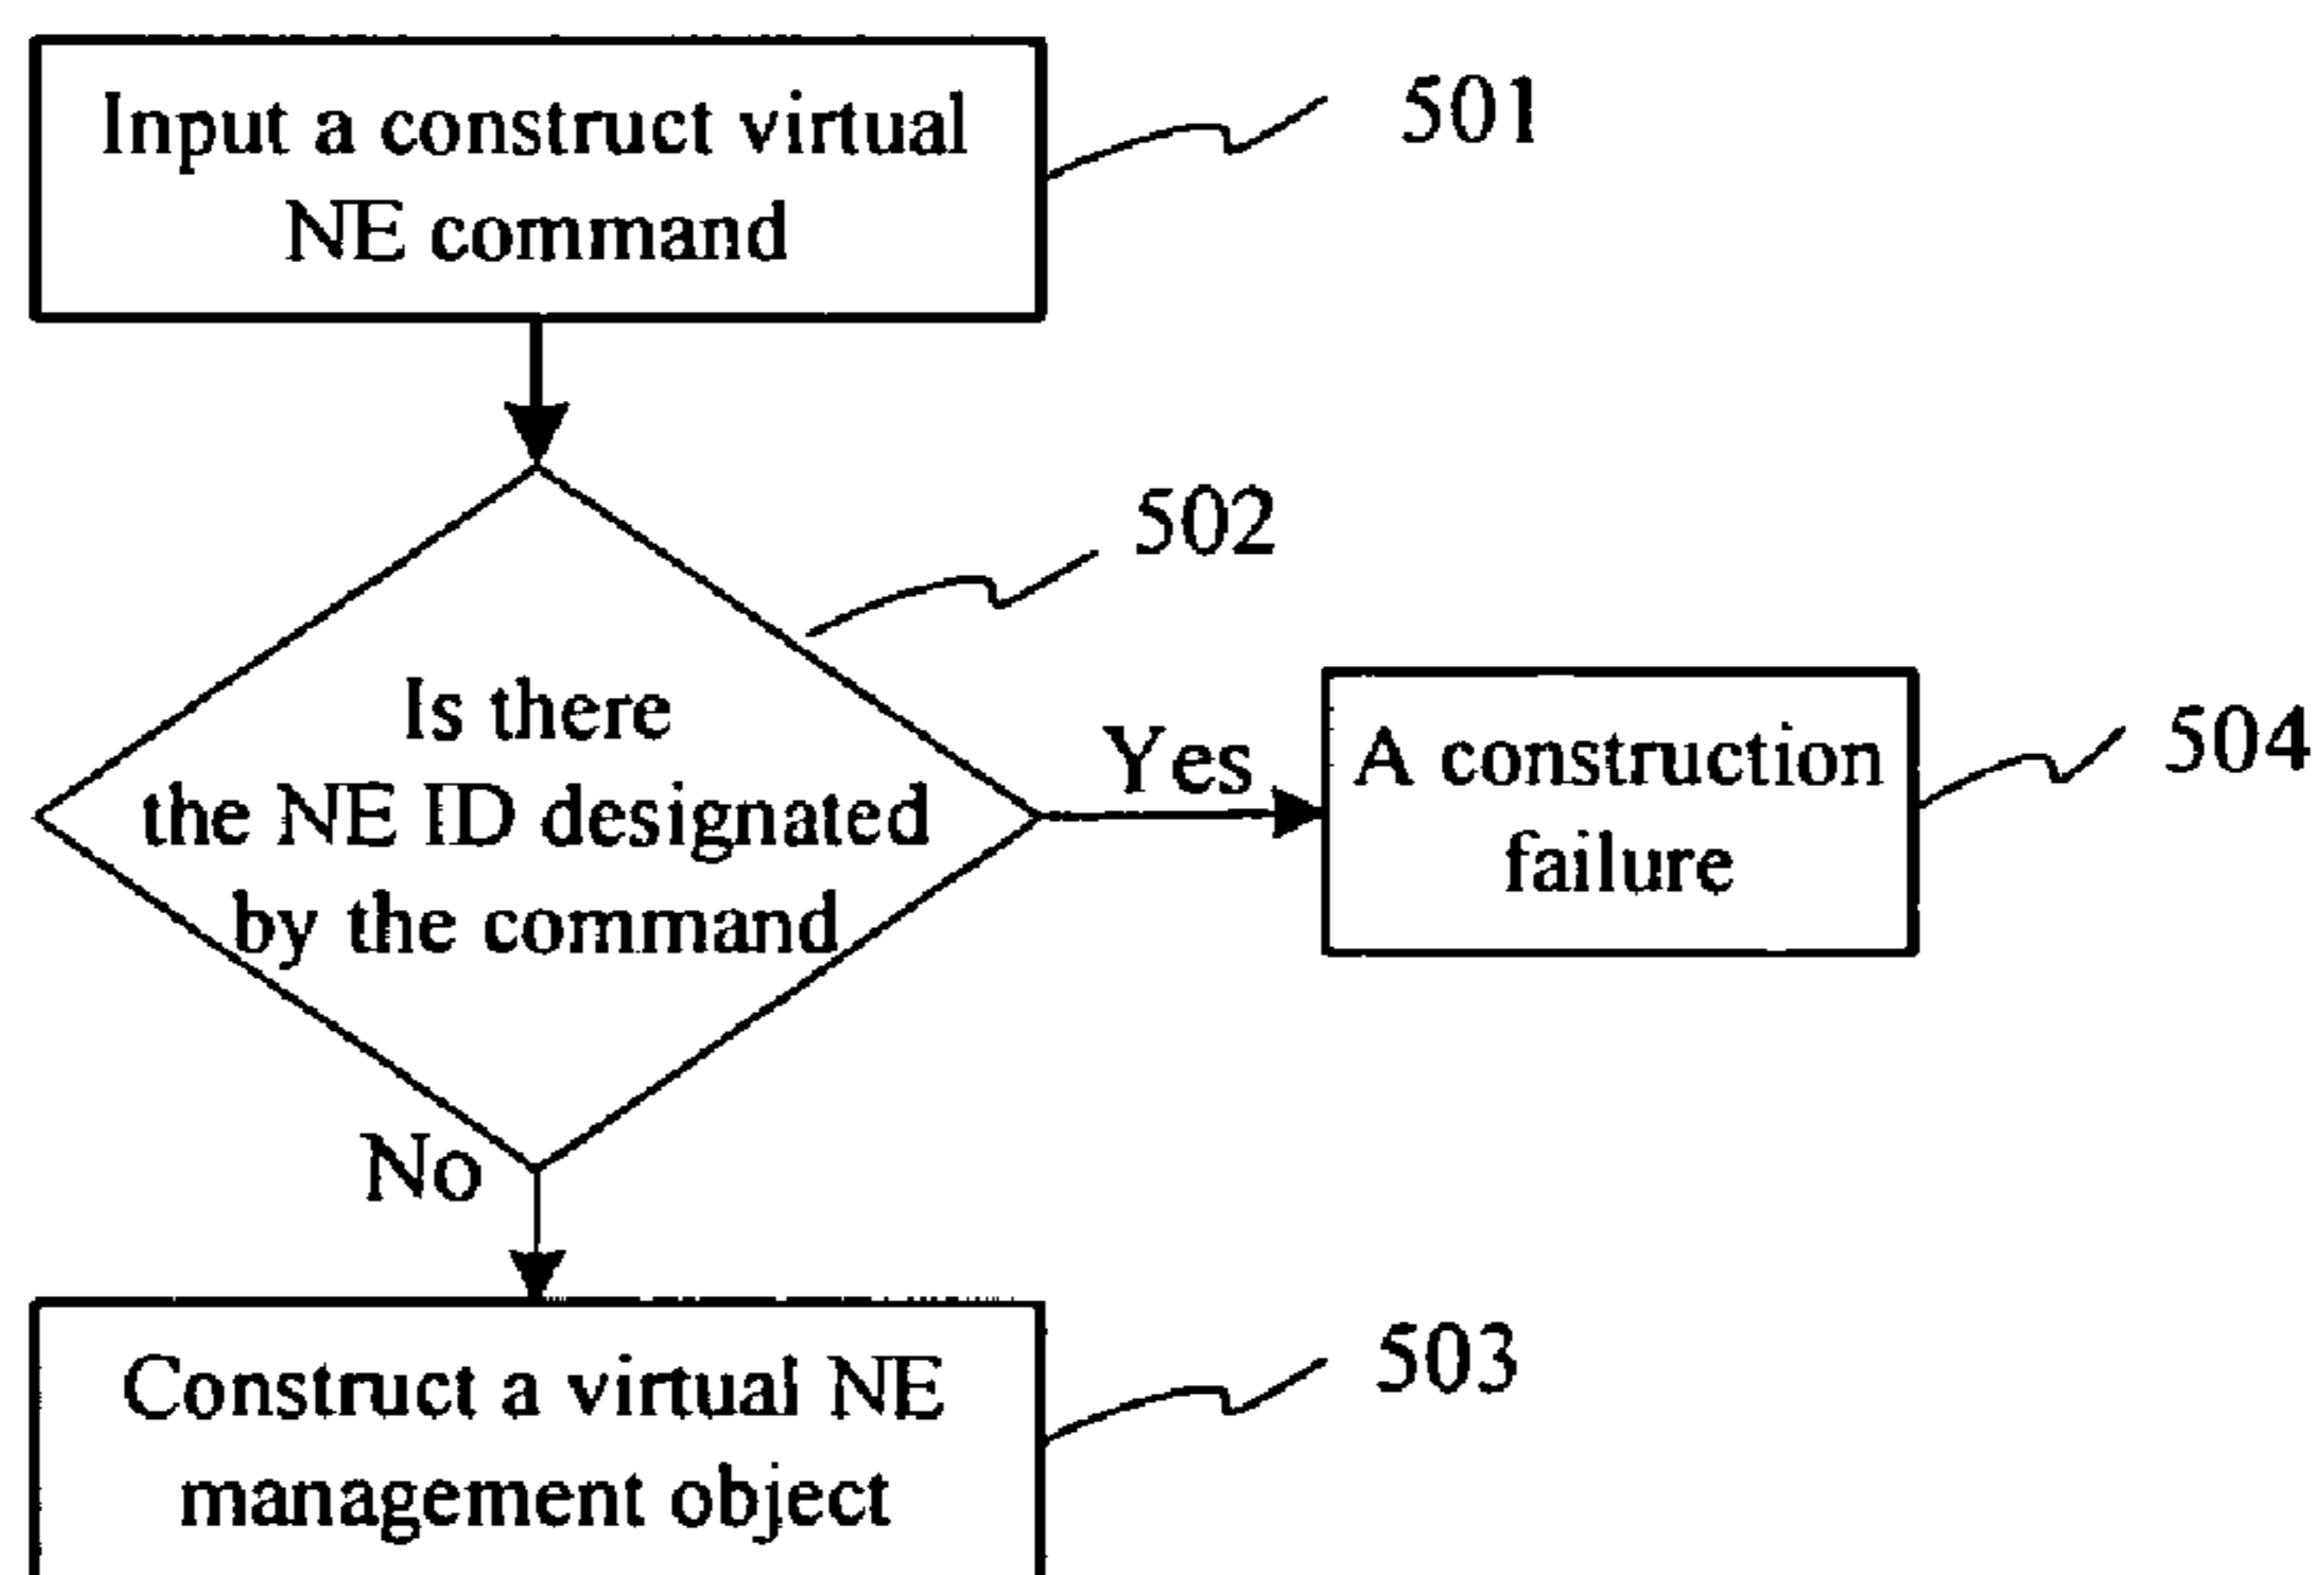 Input a construct virtual
NE command
501
502
Is there
the NE ID designated
by the command
Yes
A construction
failure
504
No
Construct a virtual NE
management object
503